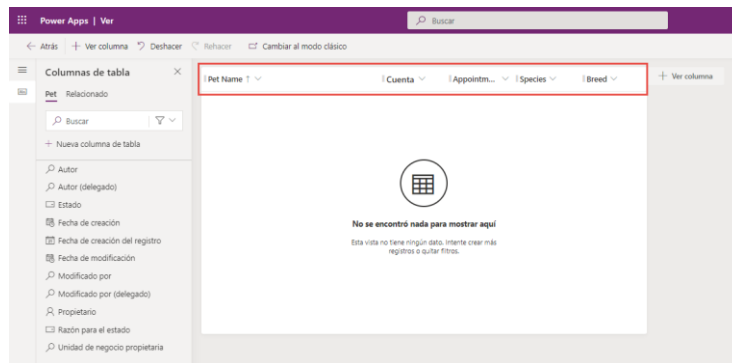 Power Apps | Ver
Buscar
Atrás
Ver columna
Deshacer
Rehacer
Cambiar al modo clásico
Columnas de tabla
Pet
Relacionado
Buscar
Nueva columna de tabla
Autor
Autor (delegado)
Estado
Fecha de creación
Fecha de creación del registro
Fecha de modificación
Modificado por
Modificado por (delegado)
Propietario
Razón para el estado
Unidad de negocio propietaria
Pet Name ↑
Cuenta
Appointm...
Species
Breed
Ver columna
No se encontró nada para mostrar aquí
Esta vista no tiene ningún dato. Intente crear más
registros o quitar filtros.